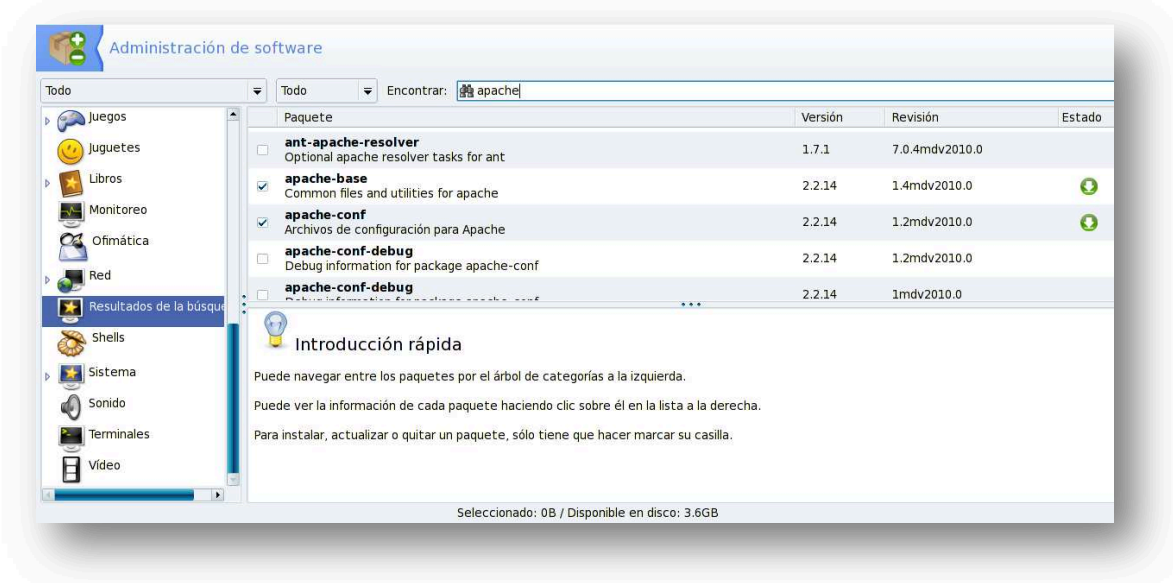 Administración de software
Todo Todo Encontrar: apache
Paquete Versión Revisión Estado
Juegos
Juguetes
Libros
Monitoreo
Ofimática
Red
Resultados de la búsque
Shells
Sistema
Sonido
Terminales
Vídeo
ant-apache-resolver 1.7.1 7.0.4mdv2010.0
Optional apache resolver tasks for ant
apache-base 2.2.14 1.4mdv2010.0
Common files and utilities for apache
apache-conf 2.2.14 1.2mdv2010.0
Archivos de configuración para Apache
apache-conf-debug 2.2.14 1.2mdv2010.0
Debug information for package apache-conf
apache-conf-debug 2.2.14 1mdv2010.0
Debug information for package apache-conf
Introducción rápida
Puede navegar entre los paquetes por el árbol de categorías a la izquierda.
Puede ver la información de cada paquete haciendo clic sobre él en la lista a la derecha.
Para instalar, actualizar o quitar un paquete, sólo tiene que hacer marcar su casilla.
Seleccionado: 0B / Disponible en disco: 3.6GB